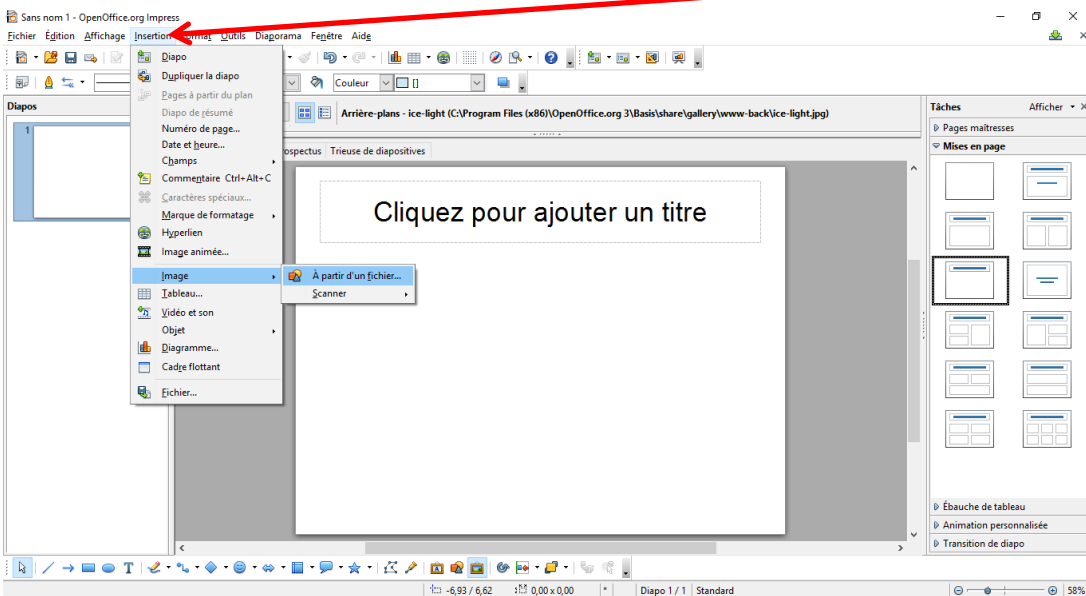 Sans nom 1 - OpenOffice.org Impress
Fichier Édition Affichage Insertion Format Outils Diaporama Fenêtre Aide
Couleur
Diapos
Arrière-plans - ice-light (C:\Program Files (x86)\OpenOffice.org 3\Basis\share\gallery\www-back\ice-light.jpg)
Tâches Afficher
1
Diapo
Dupliquer la diapo
Pages à partir du plan
Diapo de résumé
Numéro de page...
Date et heure...
Champs
Commentaire Ctrl+Alt+C
Caractères spéciaux...
Marque de formatage
Hyperlien
Image animée...
Image
Tableau...
Vidéo et son
Objet
Diagramme...
Cadre flottant
Fichier...
À partir d'un fichier...
Scanner
ospectus Trieuse de diapositives
Cliquez pour ajouter un titre
Pages maîtresses
Mises en page
Ébauche de tableau
Animation personnalisée
Transition de diapo
-6,93 / 6,62 0,00 x 0,00 * Diapo 1 / 1 Standard 58%